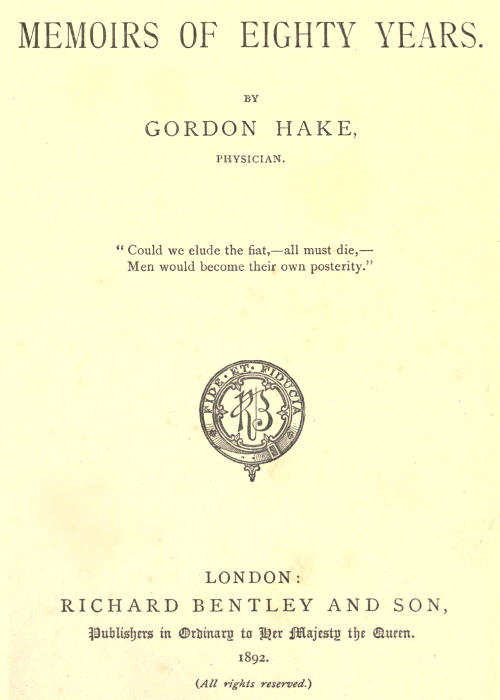 MEMOIRS OF EIGHTY YEARS.
BY
GORDON HAKE,
PHYSICIAN.
“Could we elude the fiat,—all must die,—
Men would become their own posterity.”
FIDE · ET · FIDUCIA
RB
LONDON:
RICHARD BENTLEY AND SON,
Publishers in Ordinary to Her Majesty the Queen.
1892.
(All rights reserved.)